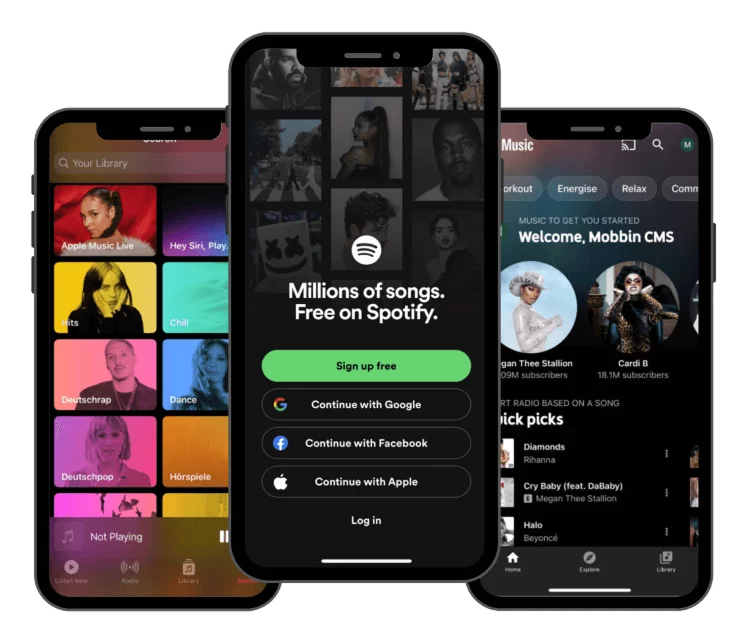 Your Library
Apple Music Live
Hey Siri, Play
Hits
Chill
Deutschrap
Dance
Deutschpop
Hörspiele
Not Playing
Listen Now
Radio
Library
Millions of songs.
Free on Spotify.
Sign up free
Continue with Google
Continue with Facebook
Continue with Apple
Log in
Music
M
orkout
Energise
Relax
Comm
MUSIC TO GET YOU STARTED
Welcome, Mobbin CMS
gan Thee Stallion
Cardi B
09M subscribers
18.1M subscribers
RT RADIO BASED ON A SONG
ick picks
Diamonds
Rihanna
Cry Baby (feat. DaBaby)
E Megan Thee Stallion
Halo
Beyoncé
Home
Explore
Library